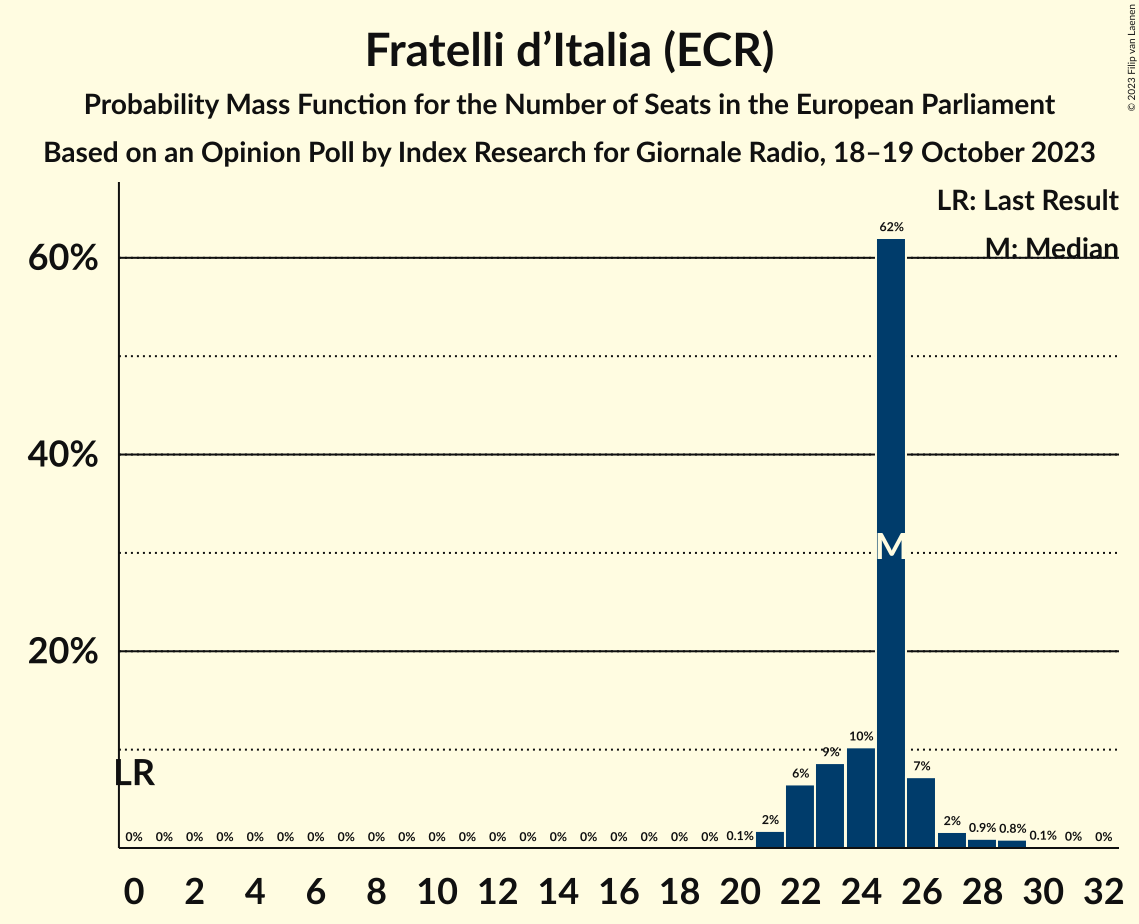 Fratelli d’Italia (ECR)
Probability Mass Function for the Number of Seats in the European Parliament
Based on an Opinion Poll by Index Research for Giornale Radio, 18–19 October 2023
© 2023 Filip van Laenen
LR: Last Result
M: Median
60%
40%
20%
62%
M
LR
0% 0% 0% 0% 0% 0% 0% 0% 0% 0% 0% 0% 0% 0% 0% 0% 0% 0% 0% 0% 0.1% 2% 6% 9% 10% 7% 2% 0.9% 0.8% 0.1% 0% 0%
0 2 4 6 8 10 12 14 16 18 20 22 24 26 28 30 32